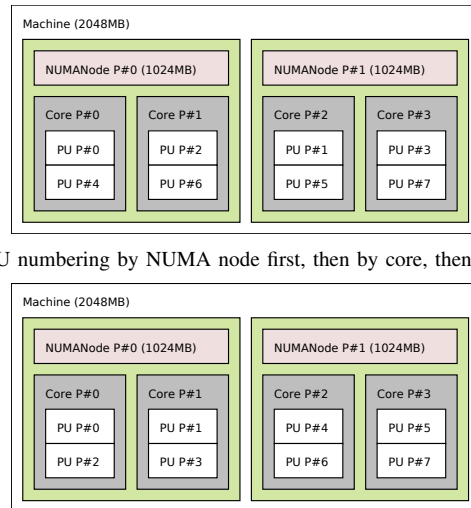 Machine (2048MB)
NUMANode P#0 (1024MB) NUMANode P#1 (1024MB)
Core P#0 Core P#1 Core P#2 Core P#3
PU P#0 PU P#2 PU P#1 PU P#3
PU P#4 PU P#6 PU P#5 PU P#7
U numbering by NUMA node first, then by core, then
Machine (2048MB)
NUMANode P#0 (1024MB) NUMANode P#1 (1024MB)
Core P#0 Core P#1 Core P#2 Core P#3
PU P#0 PU P#1 PU P#4 PU P#5
PU P#2 PU P#3 PU P#6 PU P#7